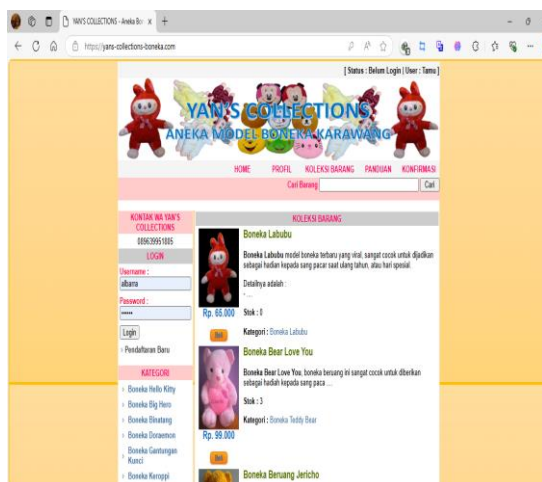 YAN'S COLLECTIONS - Aneka Bo
https://yans-collections-boneka.com
[ Status : Belum Login | User : Tamu ]
YAN'S COLLECTIONS
ANEKA MODEL BONEKA KARAWANG
HOME PROFIL KOLEKSI BARANG PANDUAN KONFIRMASI
Cari Barang Cari
KONTAK WA YAN'S
COLLECTIONS
089639951805
LOGIN
Username :
albarra
Password :
Login
Pendaftaran Baru
KATEGORI
Boneka Hello Kitty
Boneka Big Hero
Boneka Binatang
Boneka Doraemon
Boneka Gantungan
Kunci
Boneka Keroppi
KOLEKSI BARANG
Boneka Labubu
Boneka Labubu model boneka terbaru yang viral, sangat cocok untuk dijadikan
sebagai hadian kepada sang pacar saat ulang tahun, atau hari spesial.
Detailnya adalah :
- ...
Rp. 65.000
Stok : 0
Beli
Kategori : Boneka Labubu
Boneka Bear Love You
Boneka Bear Love You, boneka beruang ini sangat cocok untuk diberikan
sebagai hadiah kepada sang paca ...
Stok : 3
Kategori : Boneka Teddy Bear
Rp. 99.000
Beli
Boneka Beruang Jericho